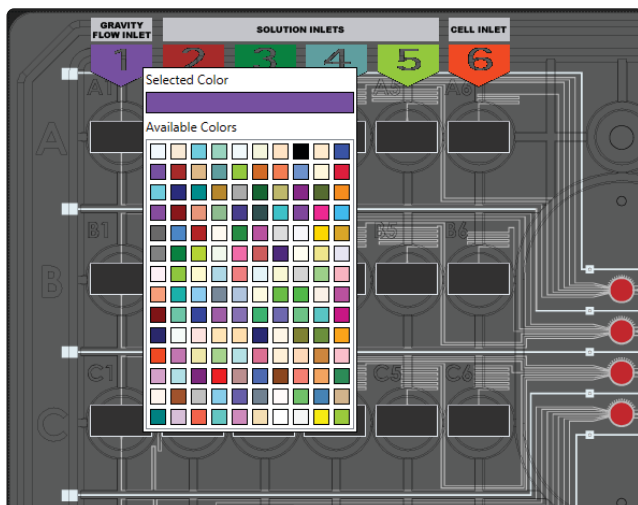 GRAVITY
FLOW INLET
SOLUTION INLETS
CELL INLET
1 2 3 4 5 6
Selected Color
Available Colors
A1
A5
A6
A
B1
B5
B6
B
C1
C5
C6
C